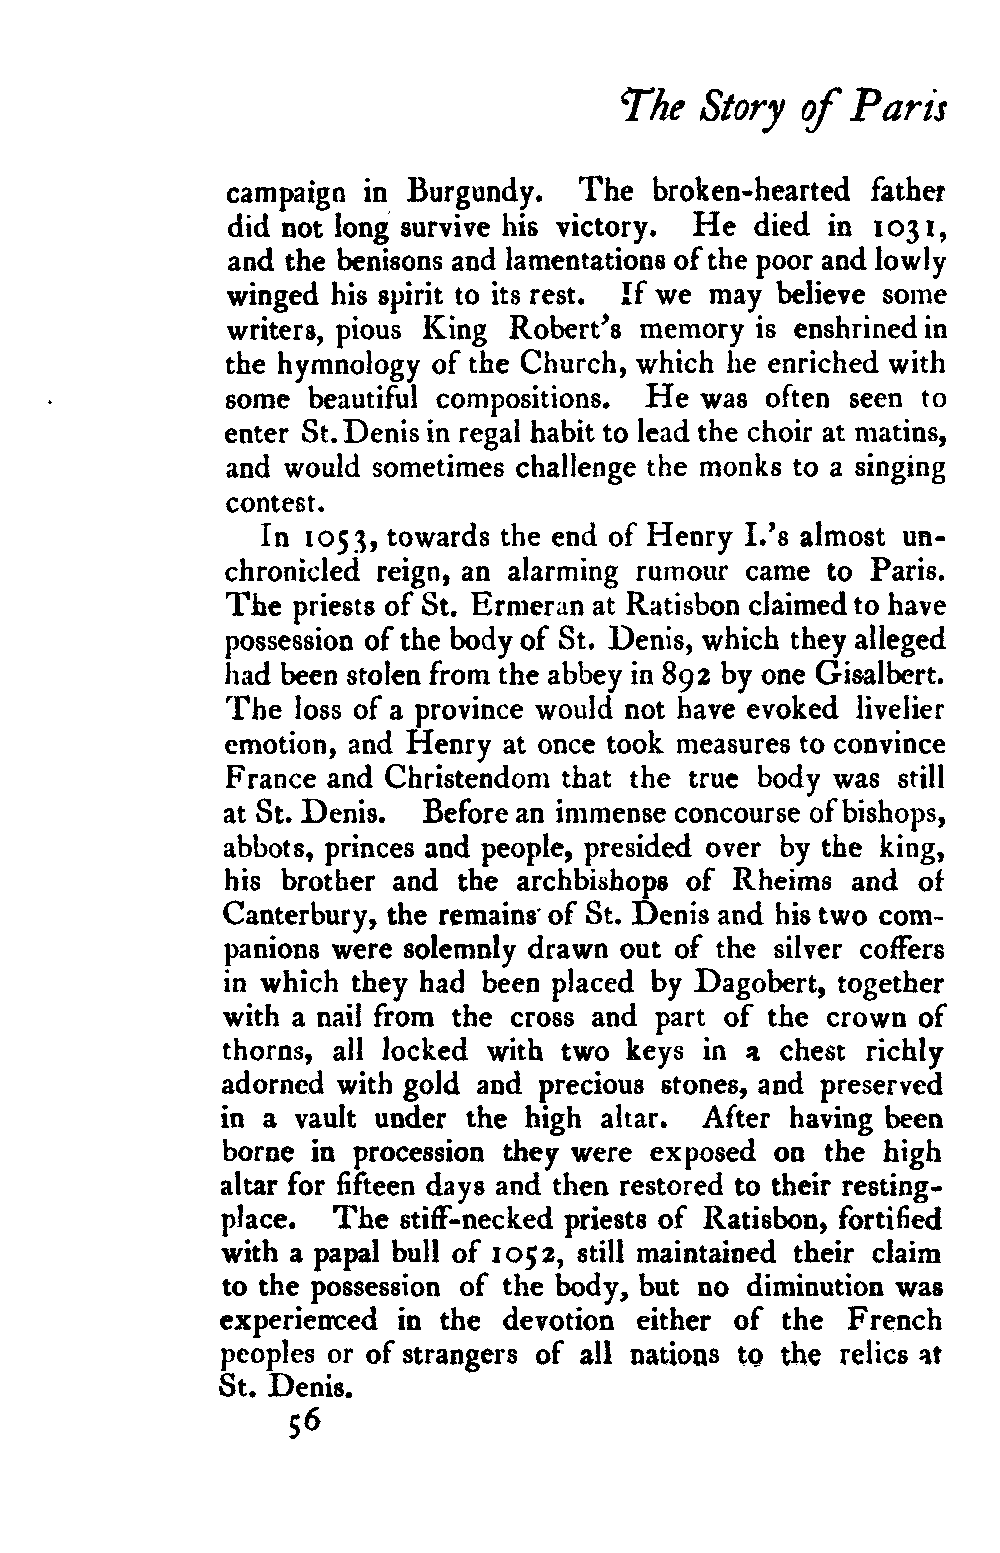 The Story of Paris
campaign in Burgundy. The broken-hearted father
did not long survive his victory. He died in 1031,
and the benisons and lamentations of the poor and lowly
winged his spirit to its rest. If we may believe some
writers, pious King Robert's memory is enshrined in
the hymnology of the Church, which he enriched with
some beautiful compositions. He was often seen to
enter St. Denis in regal habit to lead the choir at matins,
and would sometimes challenge the monks to a singing
contest.
In 1053, towards the end of Henry I.'s almost un-
chronicled reign, an alarming rumour came to Paris.
The priests of St. Ermeran at Ratisbon claimed to have
possession of the body of St. Denis, which they alleged
had been stolen from the abbey in 892 by one Gisalbert.
The loss of a province would not have evoked livelier
emotion, and Henry at once took measures to convince
France and Christendom that the true body was still
at St. Denis. Before an immense concourse of bishops,
abbots, princes and people, presided over by the king,
his brother and the archbishops of Rheims and of
Canterbury, the remains of St. Denis and his two com-
panions were solemnly drawn out of the silver coffers
in which they had been placed by Dagobert, together
with a nail from the cross and part of the crown of
thorns, all locked with two keys in a chest richly
adorned with gold and precious stones, and preserved
in a vault under the high altar. After having been
borne in procession they were exposed on the high
altar for fifteen days and then restored to their resting-
place. The stiff-necked priests of Ratisbon, fortified
with a papal bull of 1052, still maintained their claim
to the possession of the body, but no diminution was
experienced in the devotion either of the French
peoples or of strangers of all nations to the relics at
St. Denis.
56